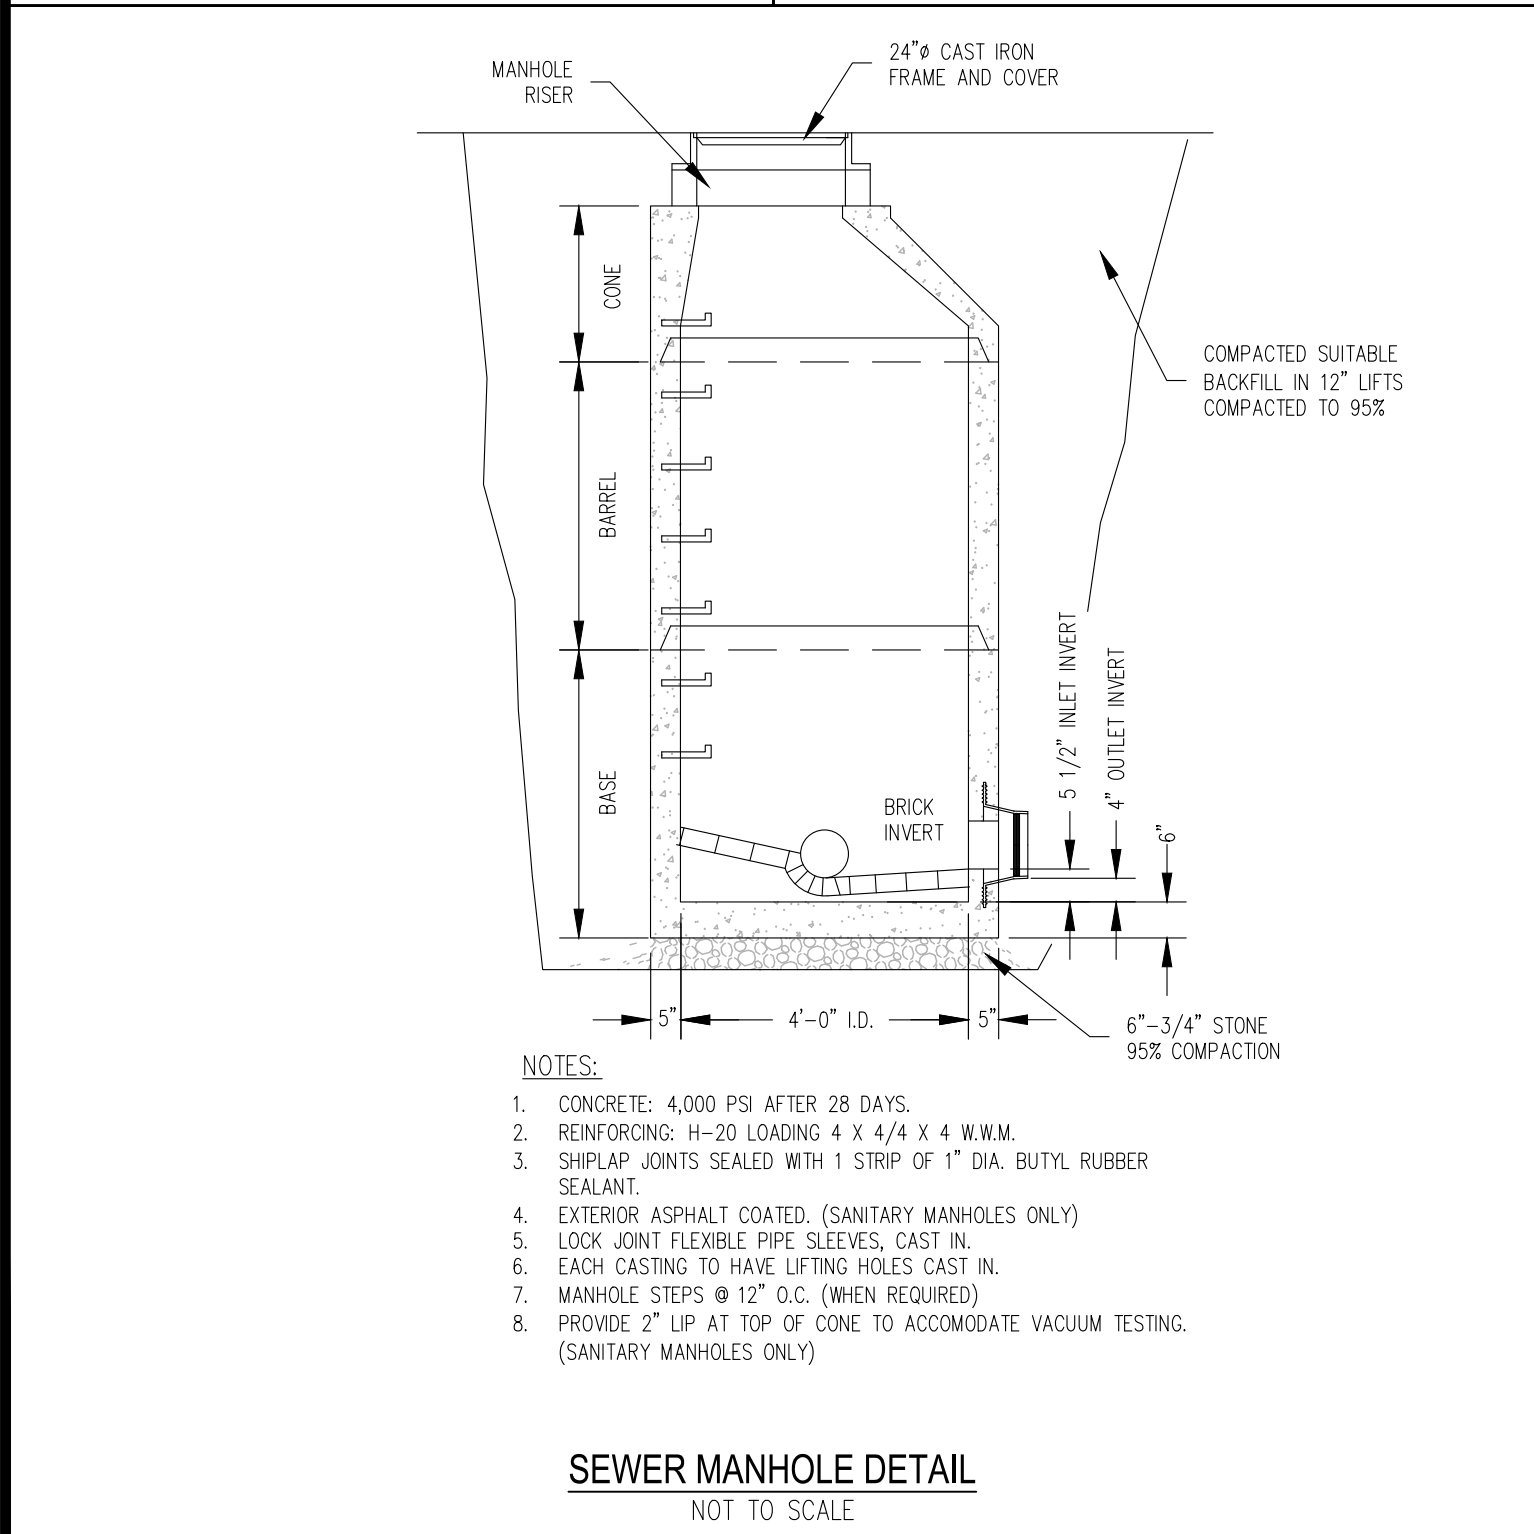 24"ø CAST IRON
FRAME AND COVER
MANHOLE
RISER
CONE
COMPACTED SUITABLE
BACKFILL IN 12" LIFTS
COMPACTED TO 95%
BARREL
5 1/2" INLET INVERT
4" OUTLET INVERT
6"
BASE
BRICK
INVERT
5"
4'-0" I.D.
5"
6"-3/4" STONE
95% COMPACTION
NOTES:
1. CONCRETE: 4,000 PSI AFTER 28 DAYS.
2. REINFORCING: H-20 LOADING 4 X 4/4 X 4 W.W.M.
3. SHIPLAP JOINTS SEALED WITH 1 STRIP OF 1" DIA. BUTYL RUBBER
SEALANT.
4. EXTERIOR ASPHALT COATED. (SANITARY MANHOLES ONLY)
5. LOCK JOINT FLEXIBLE PIPE SLEEVES, CAST IN.
6. EACH CASTING TO HAVE LIFTING HOLES CAST IN.
7. MANHOLE STEPS @ 12" O.C. (WHEN REQUIRED)
8. PROVIDE 2" LIP AT TOP OF CONE TO ACCOMODATE VACUUM TESTING.
(SANITARY MANHOLES ONLY)
SEWER MANHOLE DETAIL
NOT TO SCALE